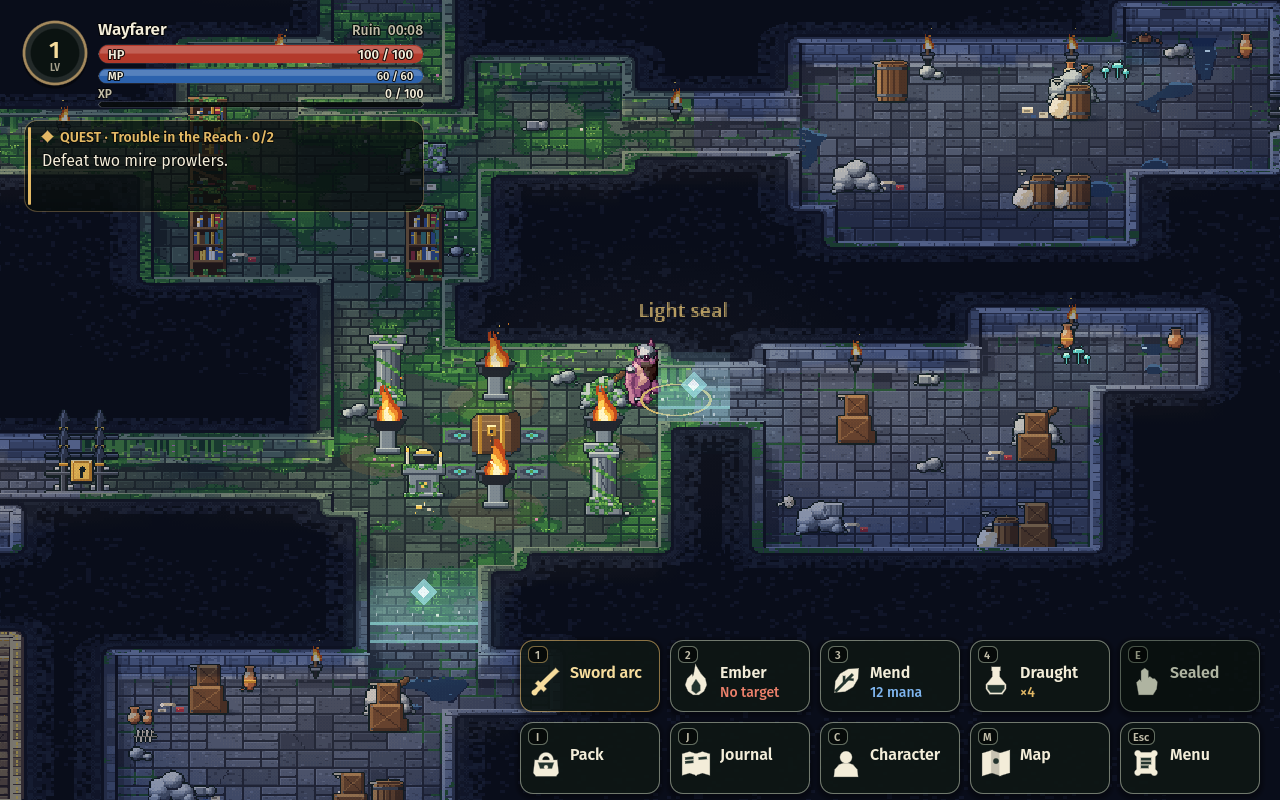 Wayfarer
Ruin 00:08
1
LV
HP 100 / 100
MP 60 / 60
XP 0 / 100
QUEST · Trouble in the Reach · 0/2
Defeat two mire prowlers.
Light seal
1 Sword arc
2 Ember
No target
3 Mend
12 mana
4 Draught
×4
E Sealed
I Pack
J Journal
C Character
M Map
Esc Menu